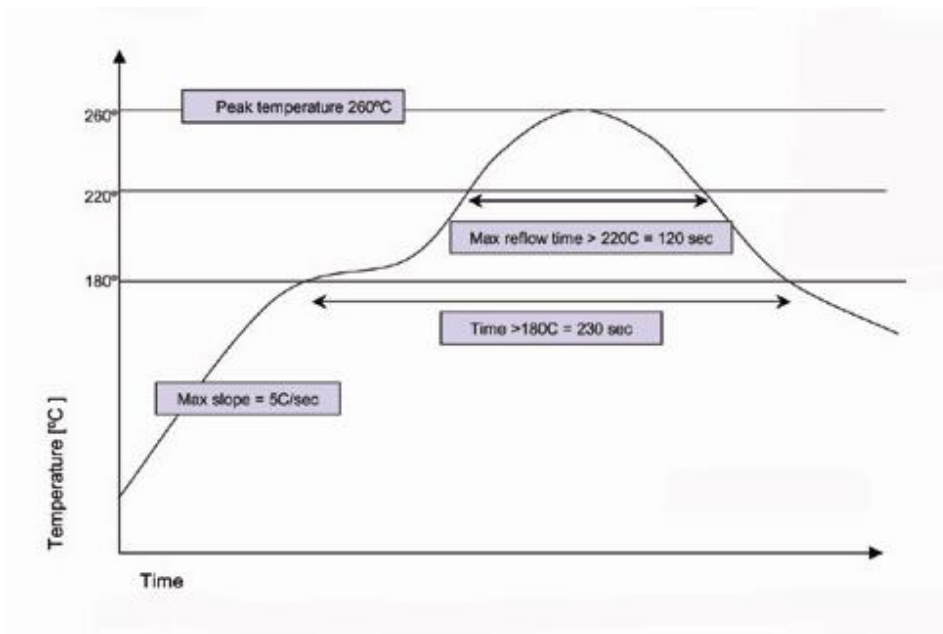 Peak temperature 260ºC
260º
220º
Max reflow time > 220C = 120 sec
180º
Time >180C = 230 sec
Max slope = 5C/sec
Temperature [ºC ]
Time